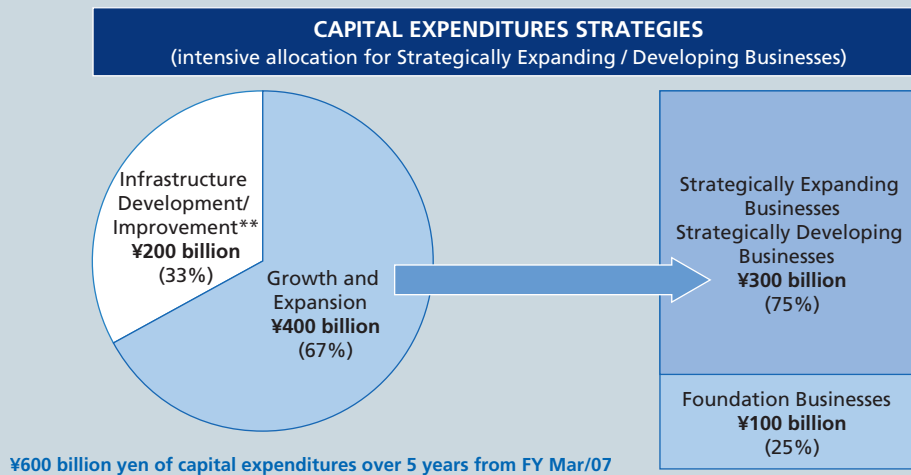 CAPITAL EXPENDITURES STRATEGIES
(intensive allocation for Strategically Expanding / Developing Businesses)
Infrastructure
Development/
Improvement**
¥200 billion
(33%)
Growth and
Expansion
¥400 billion
(67%)
Strategically Expanding
Businesses
Strategically Developing
Businesses
¥300 billion
(75%)
Foundation Businesses
¥100 billion
(25%)
¥600 billion yen of capital expenditures over 5 years from FY Mar/07